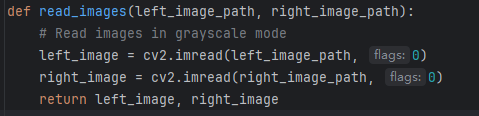 def read_images(left_image_path, right_image_path):
    # Read images in grayscale mode
    left_image = cv2.imread(left_image_path, flags: 0)
    right_image = cv2.imread(right_image_path, flags: 0)
    return left_image, right_image